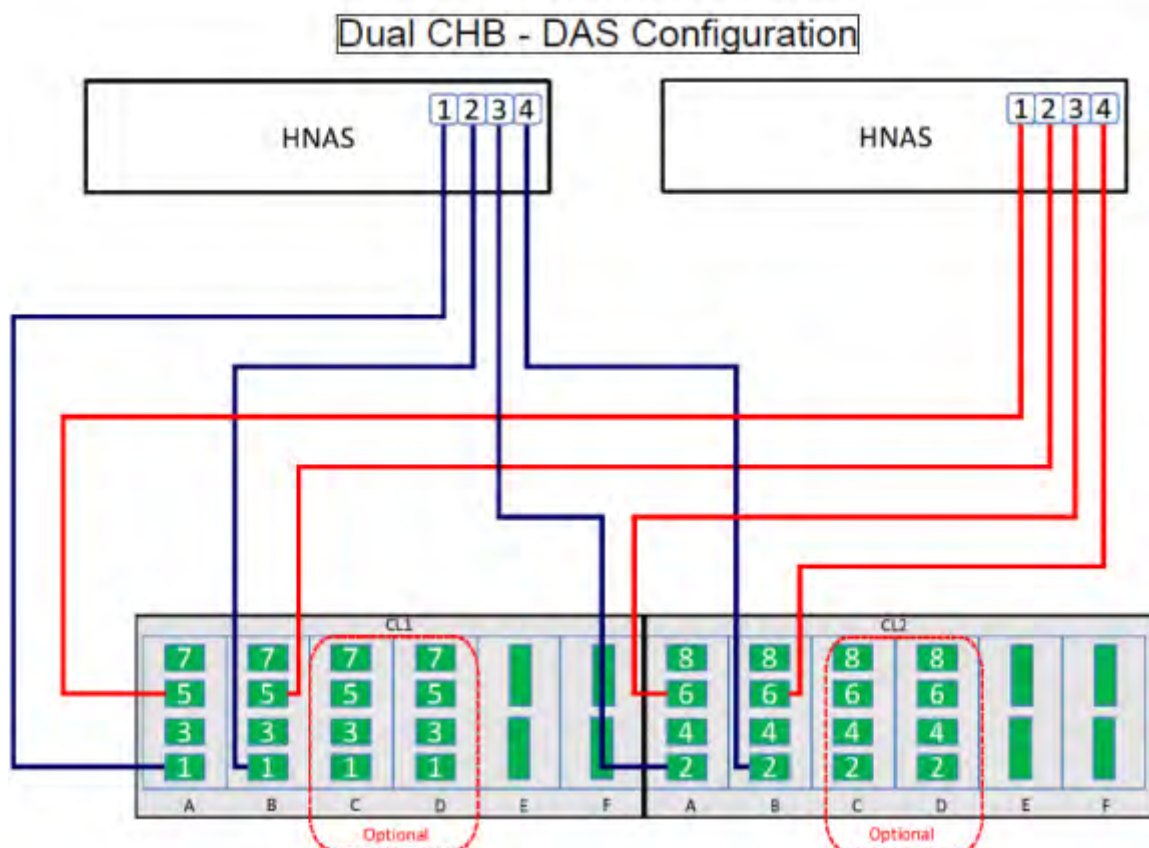 Dual CHB - DAS Configuration
1 2 3 4
HNAS
1 2 3 4
HNAS
CL1
CL2
7 7 7 7 8 8 8 8
5 5 5 5 6 6 6 6
3 3 3 3 4 4 4 4
1 1 1 1 2 2 2 2
A B C D E F A B C D E F
Optional
Optional